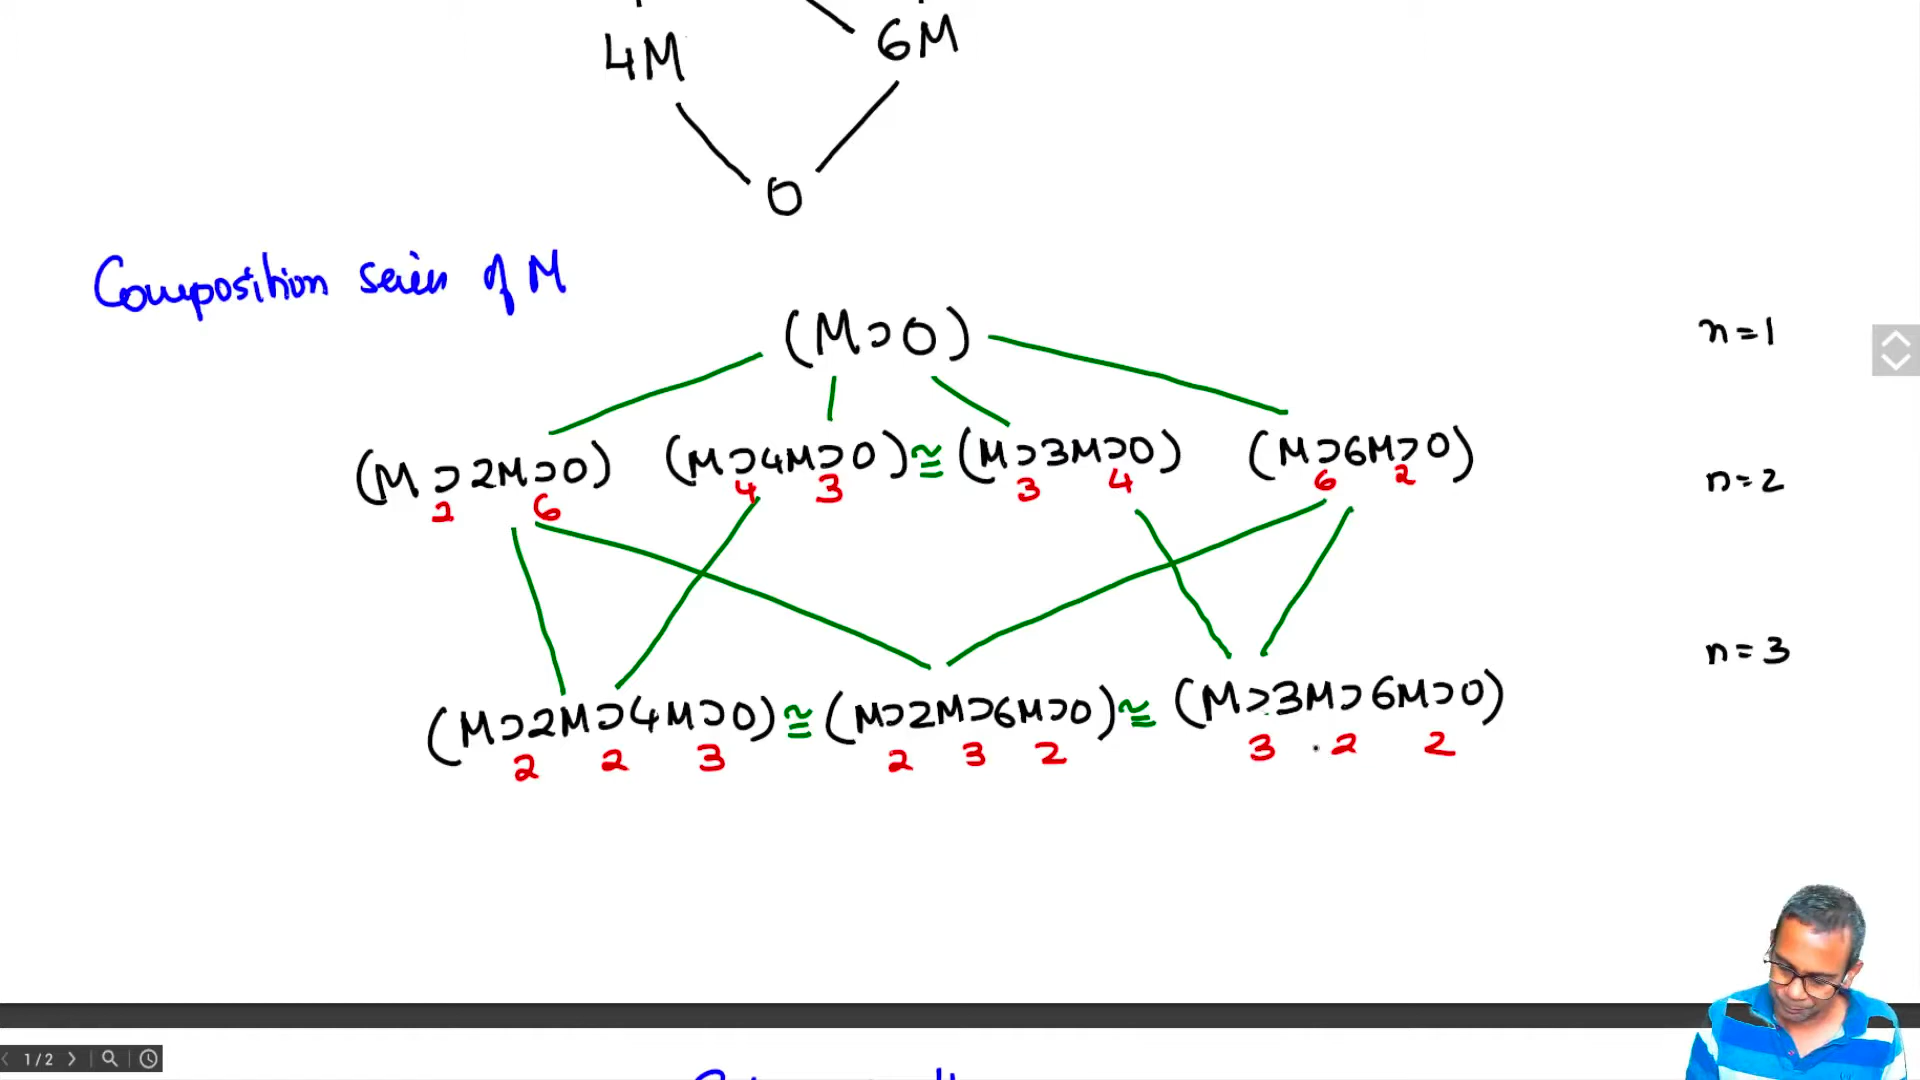 4M 6M
0
Composition series of M
(M⊃0) n=1
(M⊃2M⊃0) (M⊃4M⊃0)≅(M⊃3M⊃0) (M⊃6M⊃0) n=2
2 6 4 3 3 4 6 2
n=3
(M⊃2M⊃4M⊃0)≅(M⊃2M⊃6M⊃0)≅(M⊃3M⊃6M⊃0)
2 2 3 2 3 2 3 2 2
1/2